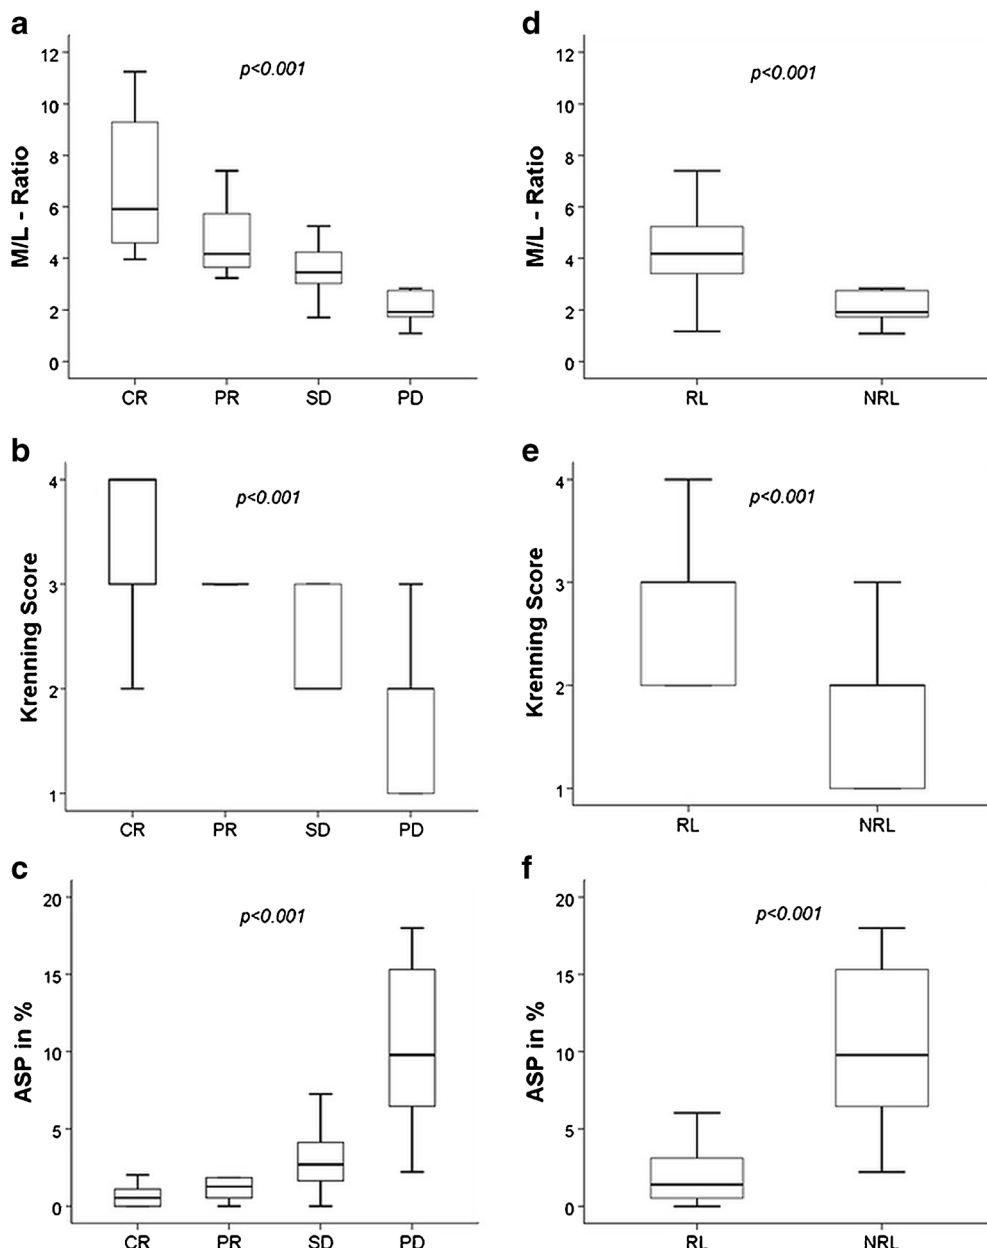 a
M/L - Ratio
12
10
8
6
4
2
0
p<0.001
CR PR SD PD
d
M/L - Ratio
12
10
8
6
4
2
0
p<0.001
RL NRL
b
Krenning Score
4
3
2
1
p<0.001
CR PR SD PD
e
Krenning Score
4
3
2
1
p<0.001
RL NRL
c
ASP in %
20
15
10
5
0
p<0.001
CR PR SD PD
f
ASP in %
20
15
10
5
0
p<0.001
RL NRL